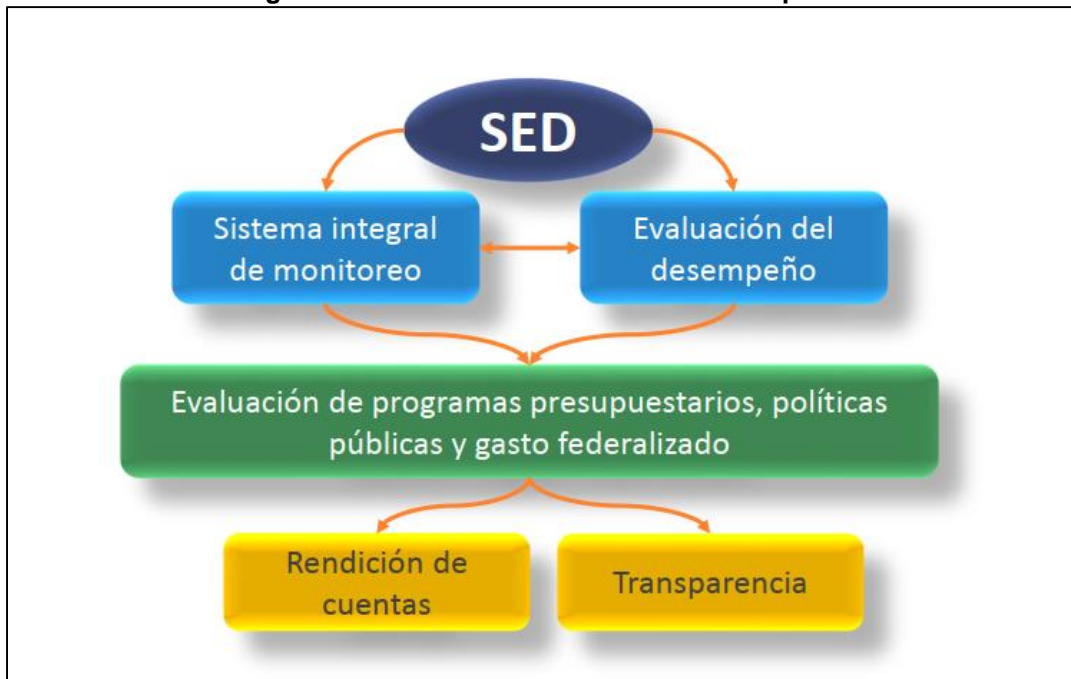 SED
Sistema integral
de monitoreo
Evaluación del
desempeño
Evaluación de programas presupuestarios, políticas
públicas y gasto federalizado
Rendición de
cuentas
Transparencia